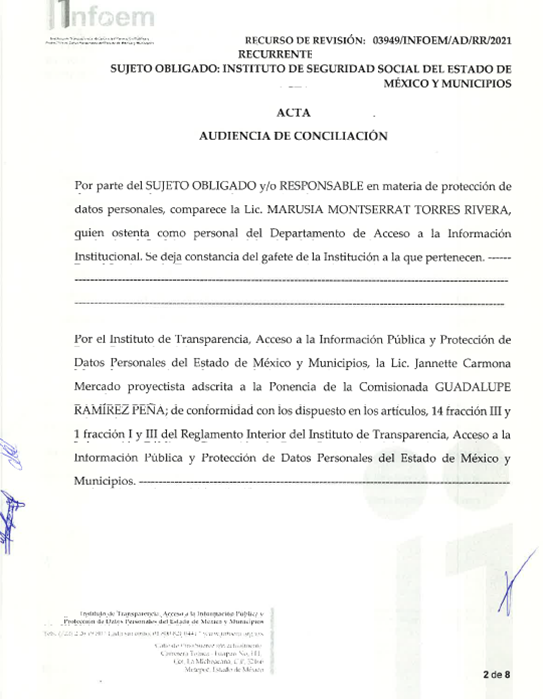 infoem
RECURSO DE REVISIÓN: 03949/INFOEM/AD/RR/2021
RECURRENTE
SUJETO OBLIGADO: INSTITUTO DE SEGURIDAD SOCIAL DEL ESTADO DE
MÉXICO Y MUNICIPIOS
ACTA
AUDIENCIA DE CONCILIACIÓN
Por parte del SUJETO OBLIGADO y/o RESPONSABLE en materia de protección de
datos personales, comparece la Lic. MARUSIA MONTSERRAT TORRES RIVERA,
quien ostenta como personal del Departamento de Acceso a la Información
Institucional. Se deja constancia del gafete de la Institución a la que pertenecen. ------
Por el Instituto de Transparencia, Acceso a la Información Pública y Protección de
Datos Personales del Estado de México y Municipios, la Lic. Jannette Carmona
Mercado proyectista adscrita a la Ponencia de la Comisionada GUADALUPE
RAMÍREZ PEÑA; de conformidad con los dispuesto en los artículos, 14 fracción III y
1 fracción I y III del Reglamento Interior del Instituto de Transparencia, Acceso a la
Información Pública y Protección de Datos Personales del Estado de México y
Municipios. ------------------------------------------------------------
Instituto de Transparencia, Acceso a la Información Pública y
Protección de Datos Personales del Estado de México y Municipios
Metepec, Estado de México
2 de 8